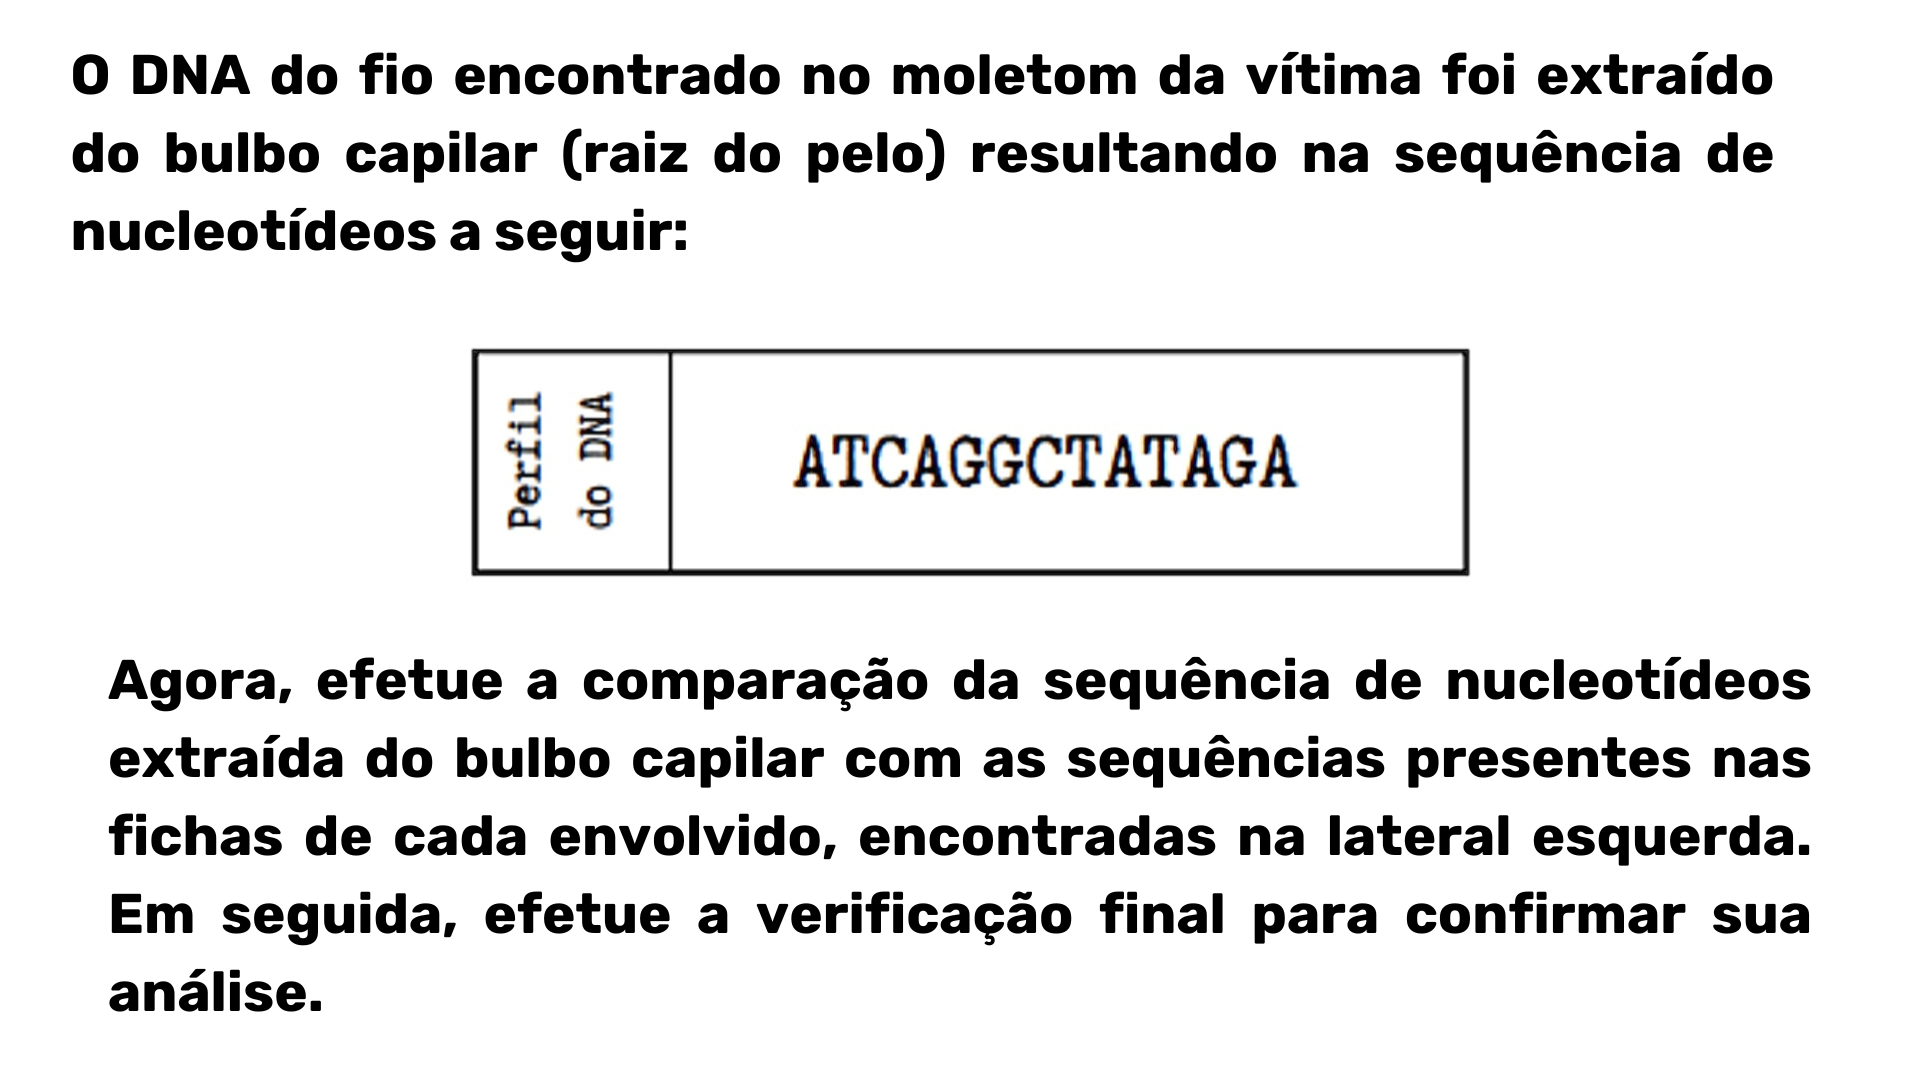 O DNA do fio encontrado no moletom da vítima foi extraído
do bulbo capilar (raiz do pelo) resultando na sequência de
nucleotídeos a seguir:
Perfil
do DNA
ATCAGGCTATAGA
Agora, efetue a comparação da sequência de nucleotídeos
extraída do bulbo capilar com as sequências presentes nas
fichas de cada envolvido, encontradas na lateral esquerda.
Em seguida, efetue a verificação final para confirmar sua
análise.